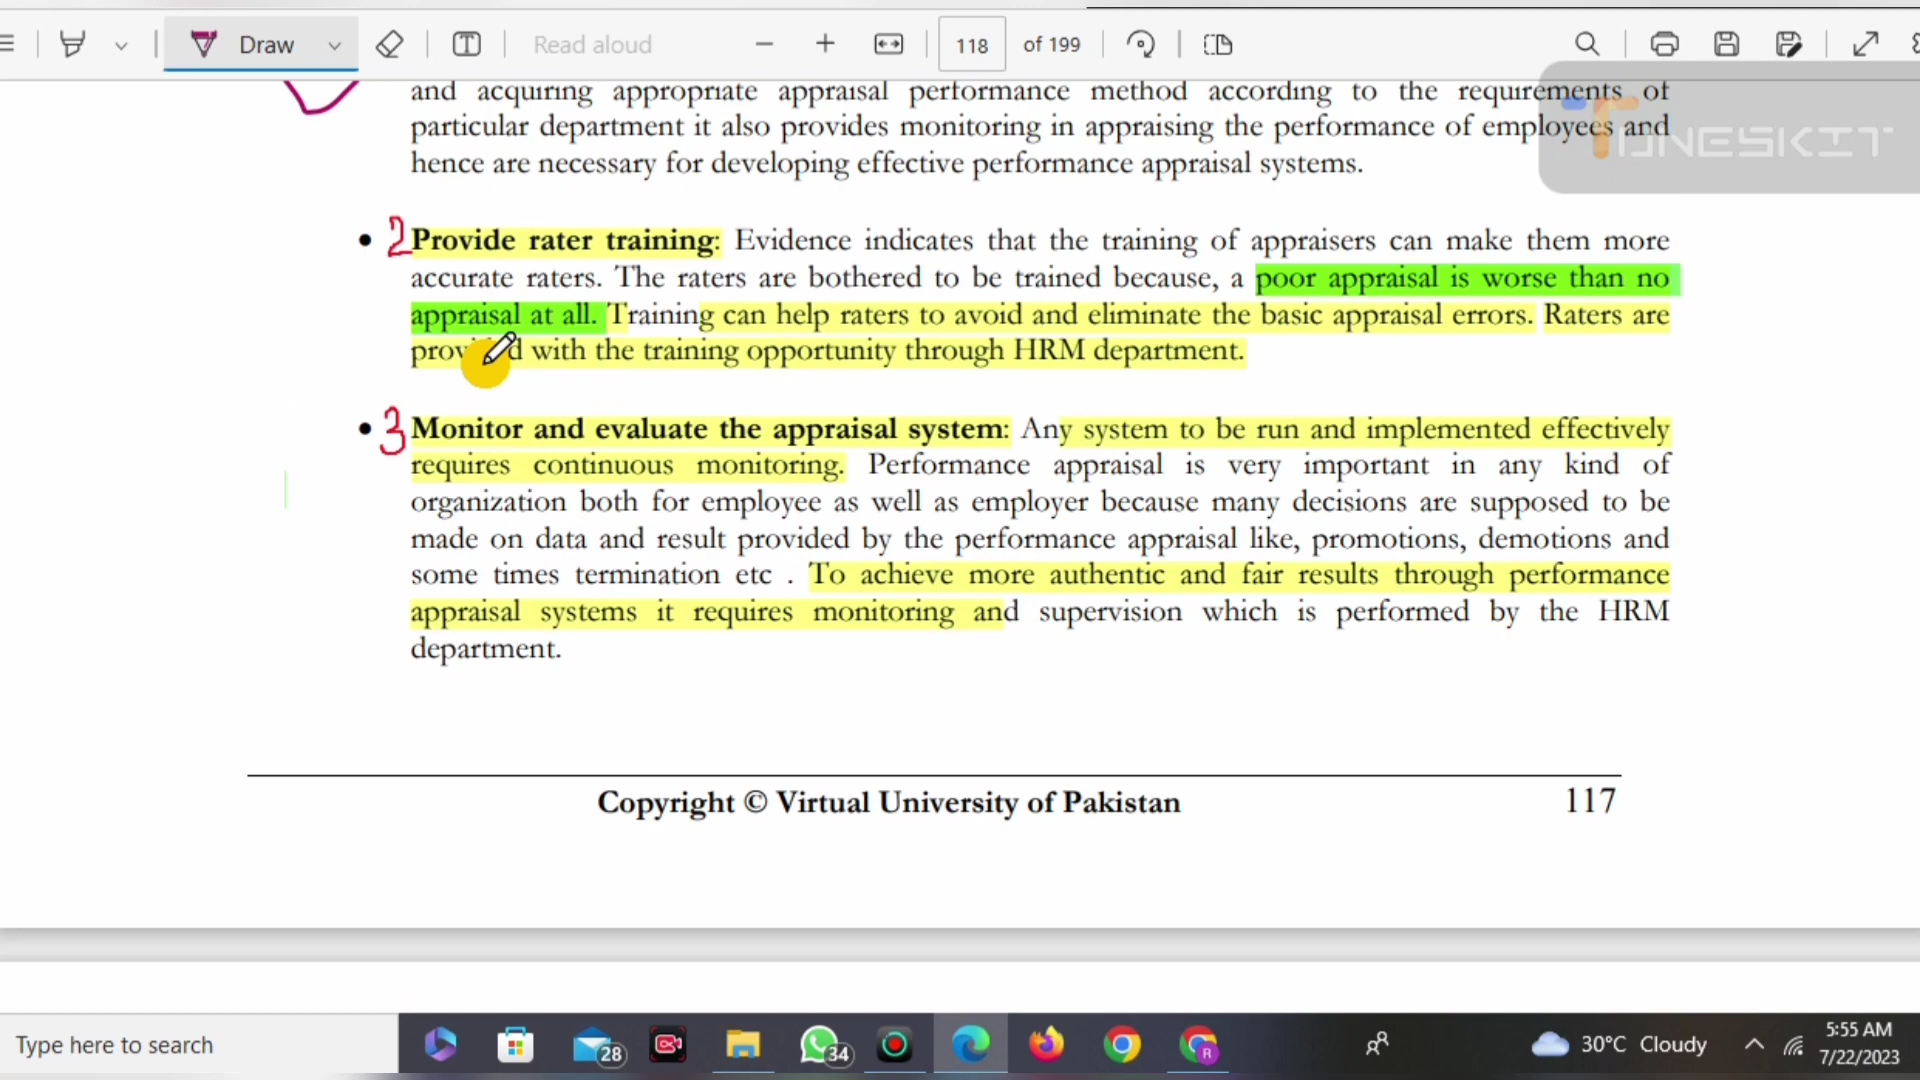 Draw
Read aloud
118 of 199
TUNESKIT
and acquiring appropriate appraisal performance method according to the requirements of
particular department it also provides monitoring in appraising the performance of employees and
hence are necessary for developing effective performance appraisal systems.
• 2 Provide rater training: Evidence indicates that the training of appraisers can make them more
accurate raters. The raters are bothered to be trained because, a poor appraisal is worse than no
appraisal at all. Training can help raters to avoid and eliminate the basic appraisal errors. Raters are
provided with the training opportunity through HRM department.
• 3 Monitor and evaluate the appraisal system: Any system to be run and implemented effectively
requires continuous monitoring. Performance appraisal is very important in any kind of
organization both for employee as well as employer because many decisions are supposed to be
made on data and result provided by the performance appraisal like, promotions, demotions and
some times termination etc . To achieve more authentic and fair results through performance
appraisal systems it requires monitoring and supervision which is performed by the HRM
department.
Copyright © Virtual University of Pakistan 117
Type here to search
28
34
R
30°C Cloudy
5:55 AM
7/22/2023